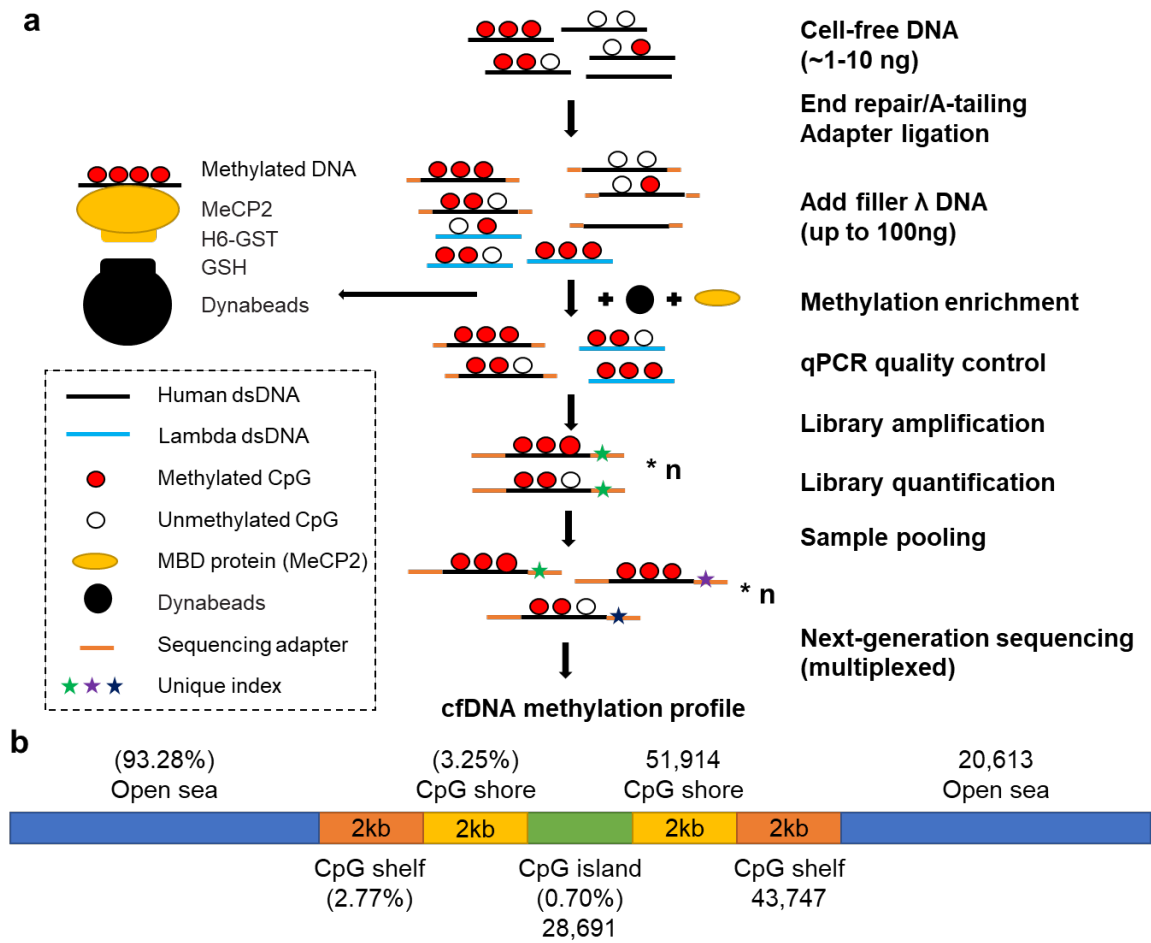 a
Cell-free DNA
(~1-10 ng)
End repair/A-tailing
Adapter ligation
Methylated DNA
MeCP2
H6-GST
GSH
Dynabeads
Add filler λ DNA
(up to 100ng)
Methylation enrichment
qPCR quality control
Human dsDNA
Lambda dsDNA
Methylated CpG
Unmethylated CpG
MBD protein (MeCP2)
Dynabeads
Sequencing adapter
Unique index
Library amplification
* n
Library quantification
Sample pooling
* n
Next-generation sequencing
(multiplexed)
cfDNA methylation profile
b
(93.28%)
Open sea
(3.25%)
CpG shore
51,914
CpG shore
20,613
Open sea
2kb
2kb
2kb
2kb
CpG shelf
(2.77%)
CpG island
(0.70%)
28,691
CpG shelf
43,747